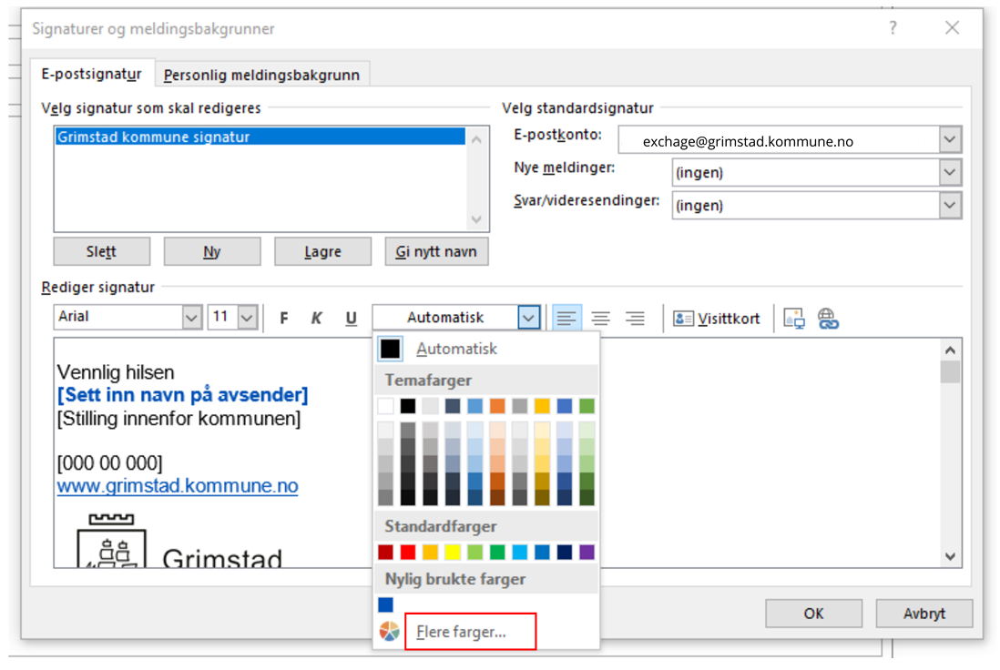 Signaturer og meldingsbakgrunner
?
E-postsignatur
Personlig meldingsbakgrunn
Velg signatur som skal redigeres
Grimstad kommune signatur
Slett
Ny
Lagre
Gi nytt navn
Velg standardsignatur
E-postkonto:
exchage@grimstad.kommune.no
Nye meldinger:
(ingen)
Svar/videresendinger:
(ingen)
Rediger signatur
Arial
11
F
K
U
Automatisk
Visittkort
Automatisk
Temafarger
Standardfarger
Nylig brukte farger
Flere farger...
Vennlig hilsen
[Sett inn navn på avsender]
[Stilling innenfor kommunen]
[000 00 000]
www.grimstad.kommune.no
Grimstad
OK
Avbryt